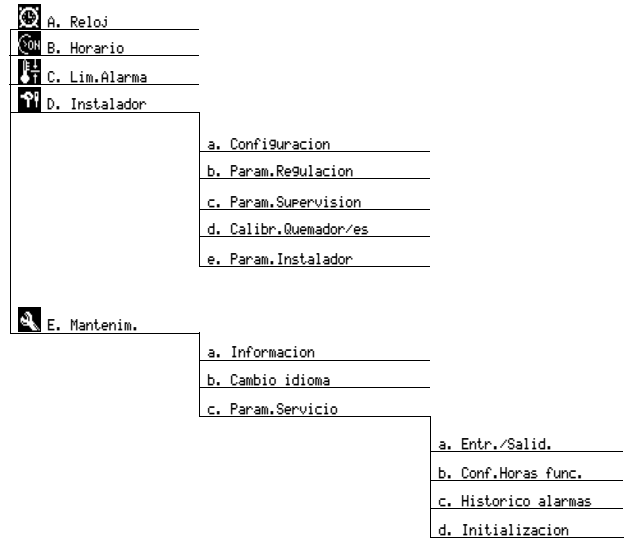 A. Reloj
ON B. Horario
C. Lim.Alarma
D. Instalador
a. Configuracion
b. Param.Regulacion
c. Param.Supervision
d. Calibr.Quemador/es
e. Param.Instalador
E. Mantenim.
a. Informacion
b. Cambio idioma
c. Param.Servicio
a. Entr./Salid.
b. Conf.Horas func.
c. Historico alarmas
d. Initializacion